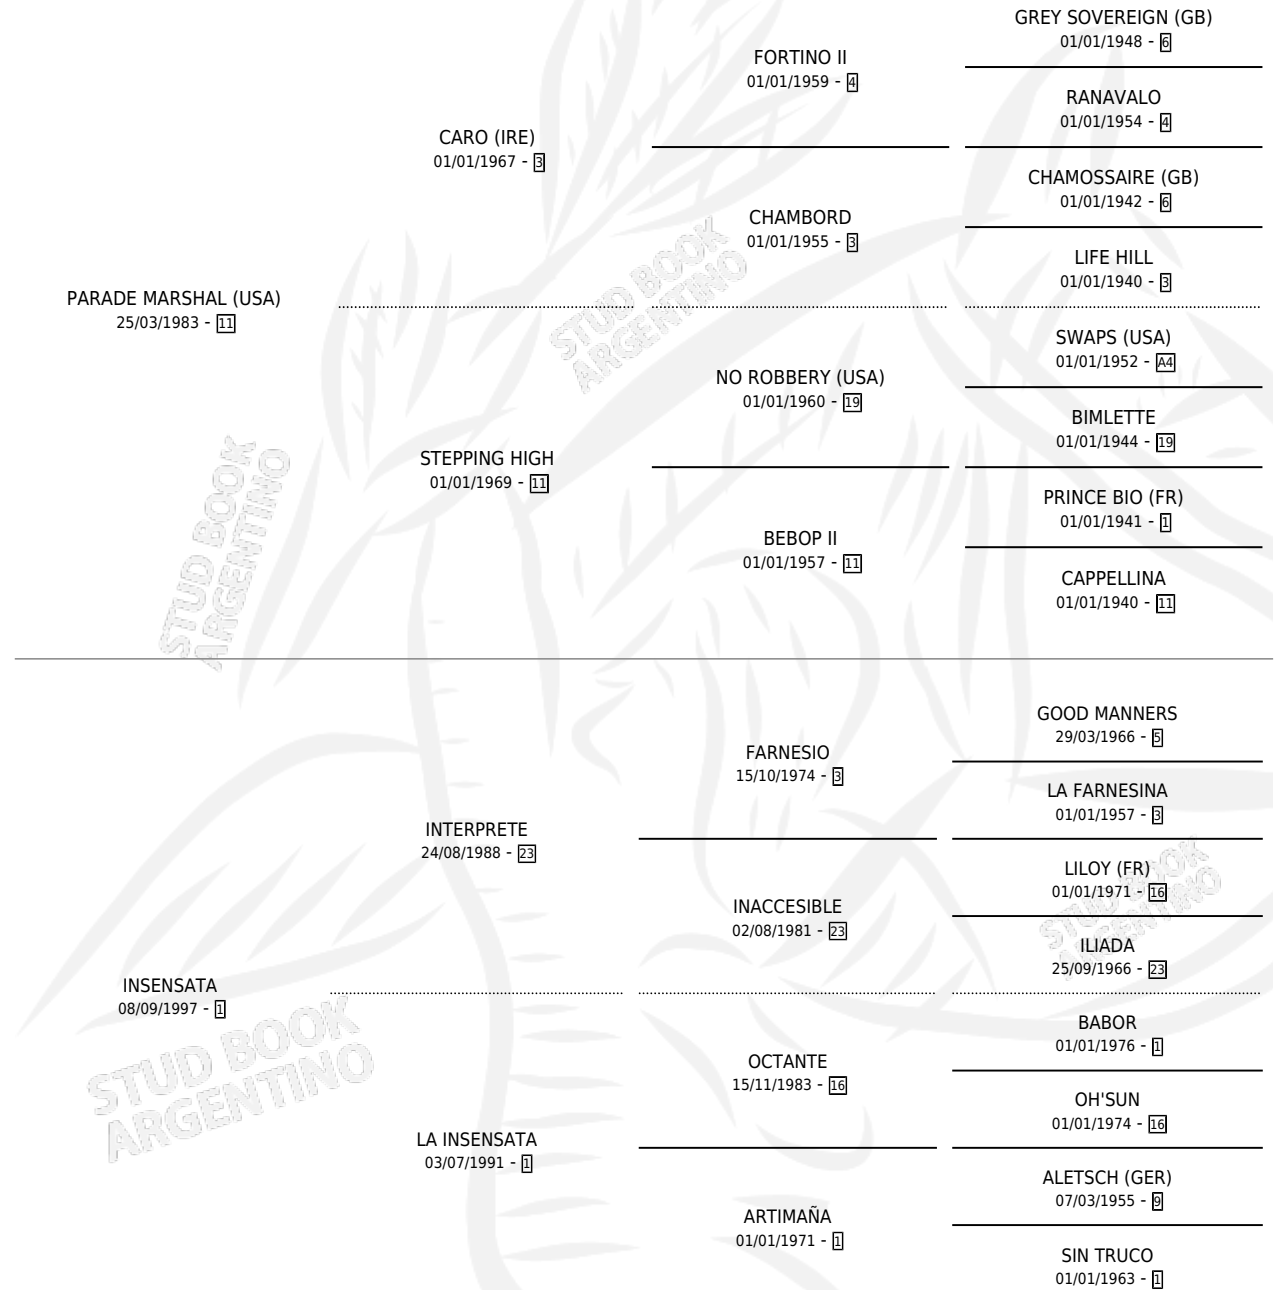 GREY SOVEREIGN (GB)
01/01/1948 - 6
FORTINO II
01/01/1959 - 4
RANAVALO
01/01/1954 - 4
CARO (IRE)
01/01/1967 - 3
CHAMOSSAIRE (GB)
01/01/1942 - 6
CHAMBORD
01/01/1955 - 3
LIFE HILL
01/01/1940 - 3
PARADE MARSHAL (USA)
25/03/1983 - 11
SWAPS (USA)
01/01/1952 - A4
NO ROBBERY (USA)
01/01/1960 - 19
BIMLETTE
01/01/1944 - 19
STEPPING HIGH
01/01/1969 - 11
PRINCE BIO (FR)
01/01/1941 - 1
BEBOP II
01/01/1957 - 11
CAPPELLINA
01/01/1940 - 11
GOOD MANNERS
29/03/1966 - 5
FARNESIO
15/10/1974 - 3
LA FARNESINA
01/01/1957 - 3
INTERPRETE
24/08/1988 - 23
LILOY (FR)
01/01/1971 - 16
INACCESIBLE
02/08/1981 - 23
ILIADA
25/09/1966 - 23
INSENSATA
08/09/1997 - 1
BABOR
01/01/1976 - 1
OCTANTE
15/11/1983 - 16
OH'SUN
01/01/1974 - 16
LA INSENSATA
03/07/1991 - 1
ALETSCH (GER)
07/03/1955 - 9
ARTIMAÑA
01/01/1971 - 1
SIN TRUCO
01/01/1963 - 1
STUD BOOK
ARGENTINO
STUD BOOK
ARGENTINO
STUD BOOK
ARGENTINO
STUD BOOK
ARGENTINO